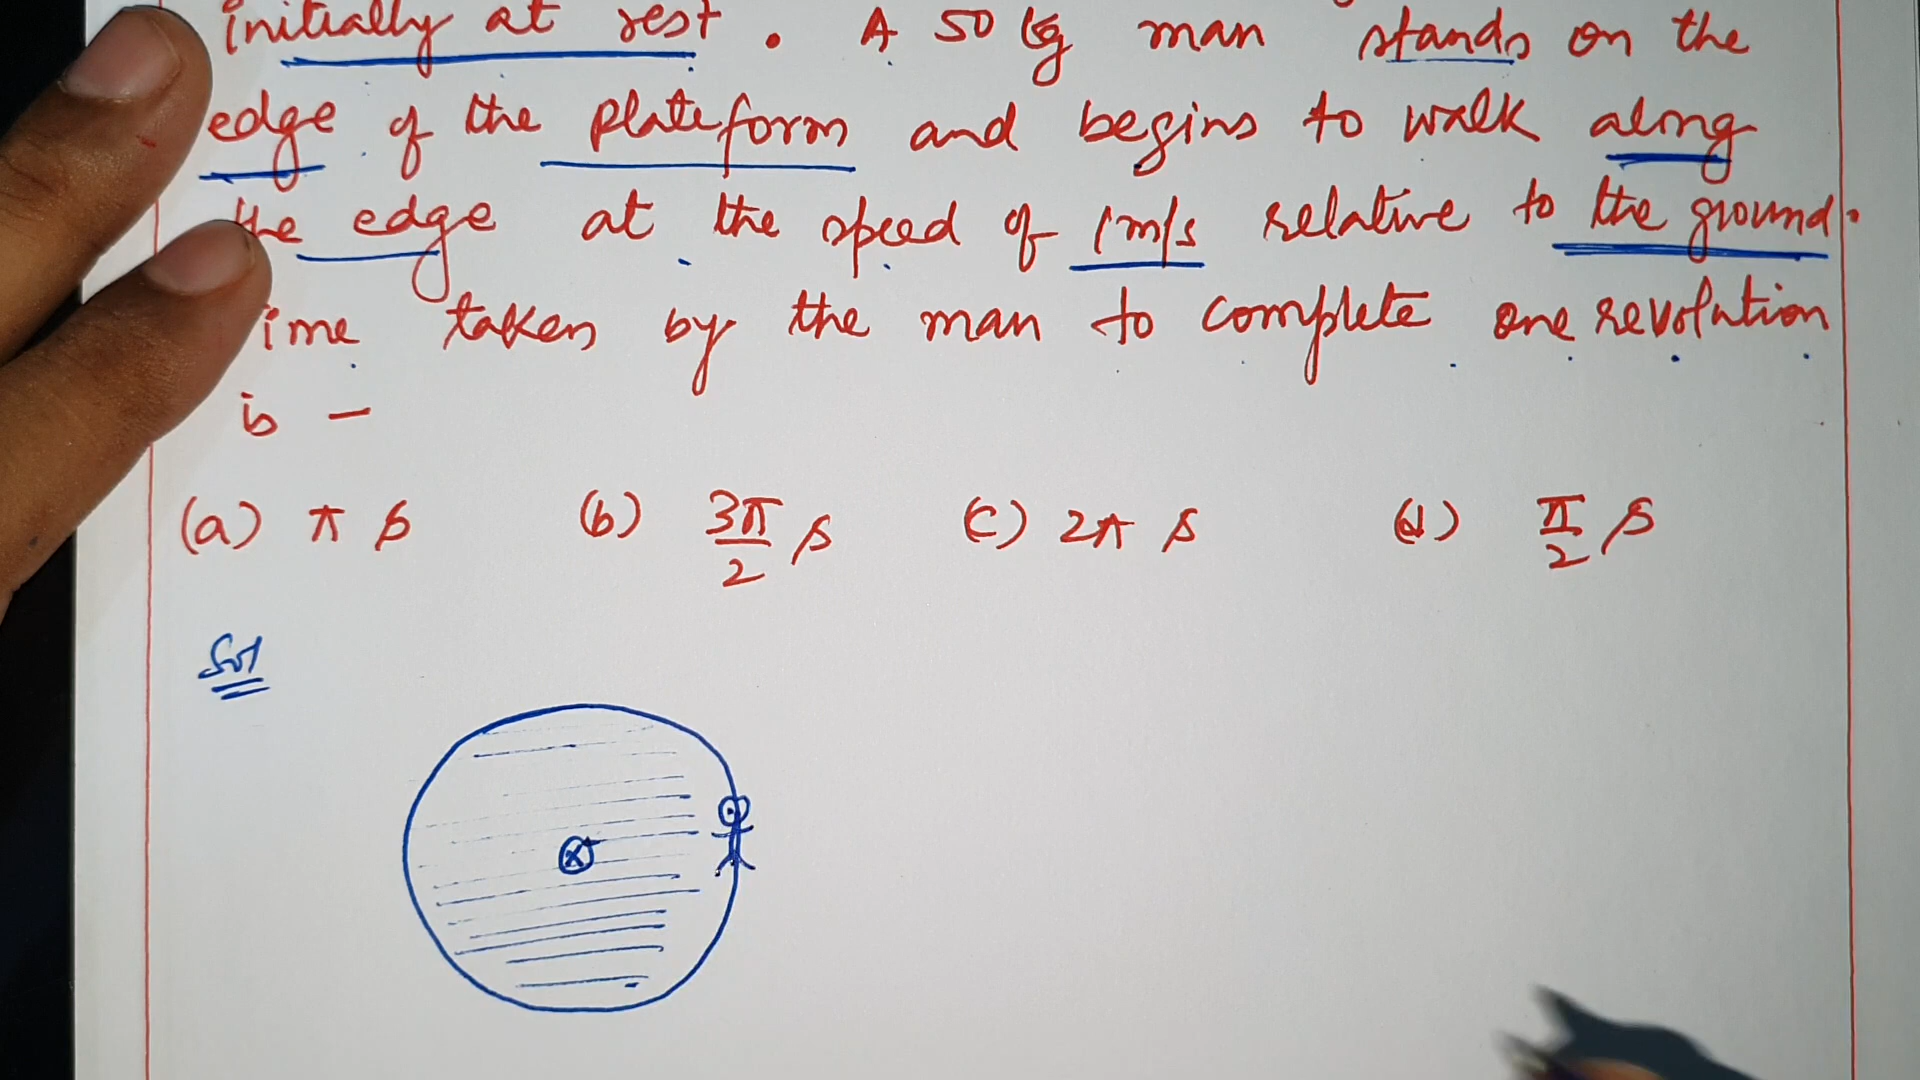 initially at rest. A 50 kg man stands on the
edge of the plateform and begins to walk along
the edge at the speed of 1m/s relative to the ground.
ime taken by the man to complete one revolution
is -
(a) π s (b) 3π/2 s (c) 2π s (d) π/2 s
Sol